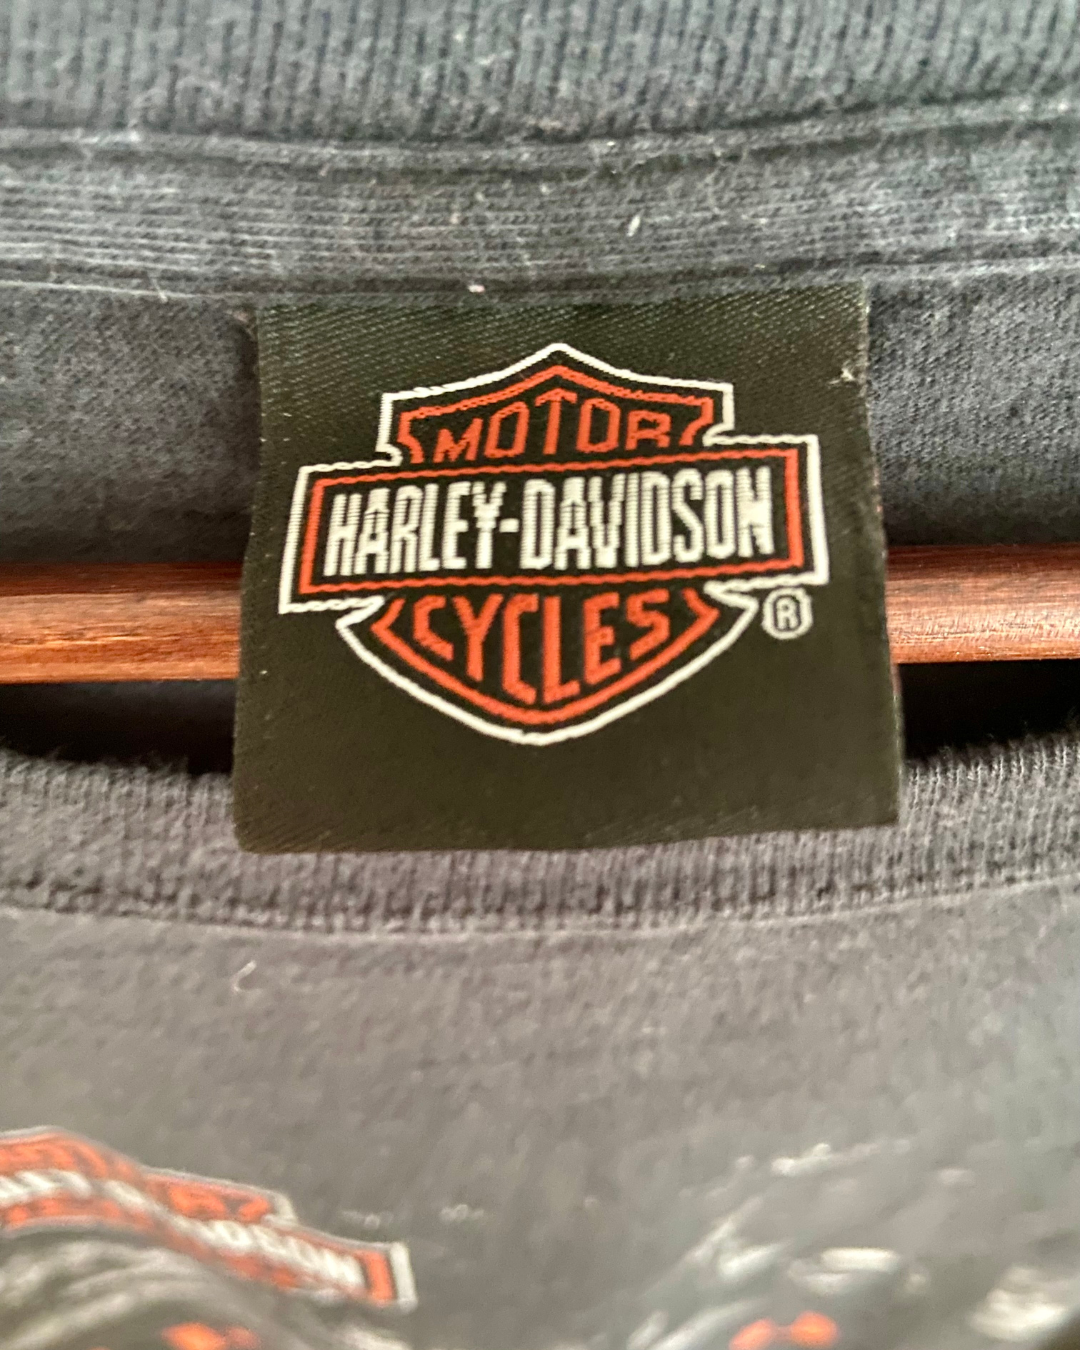 MOTOR
HARLEY-DAVIDSON
CYCLES
®